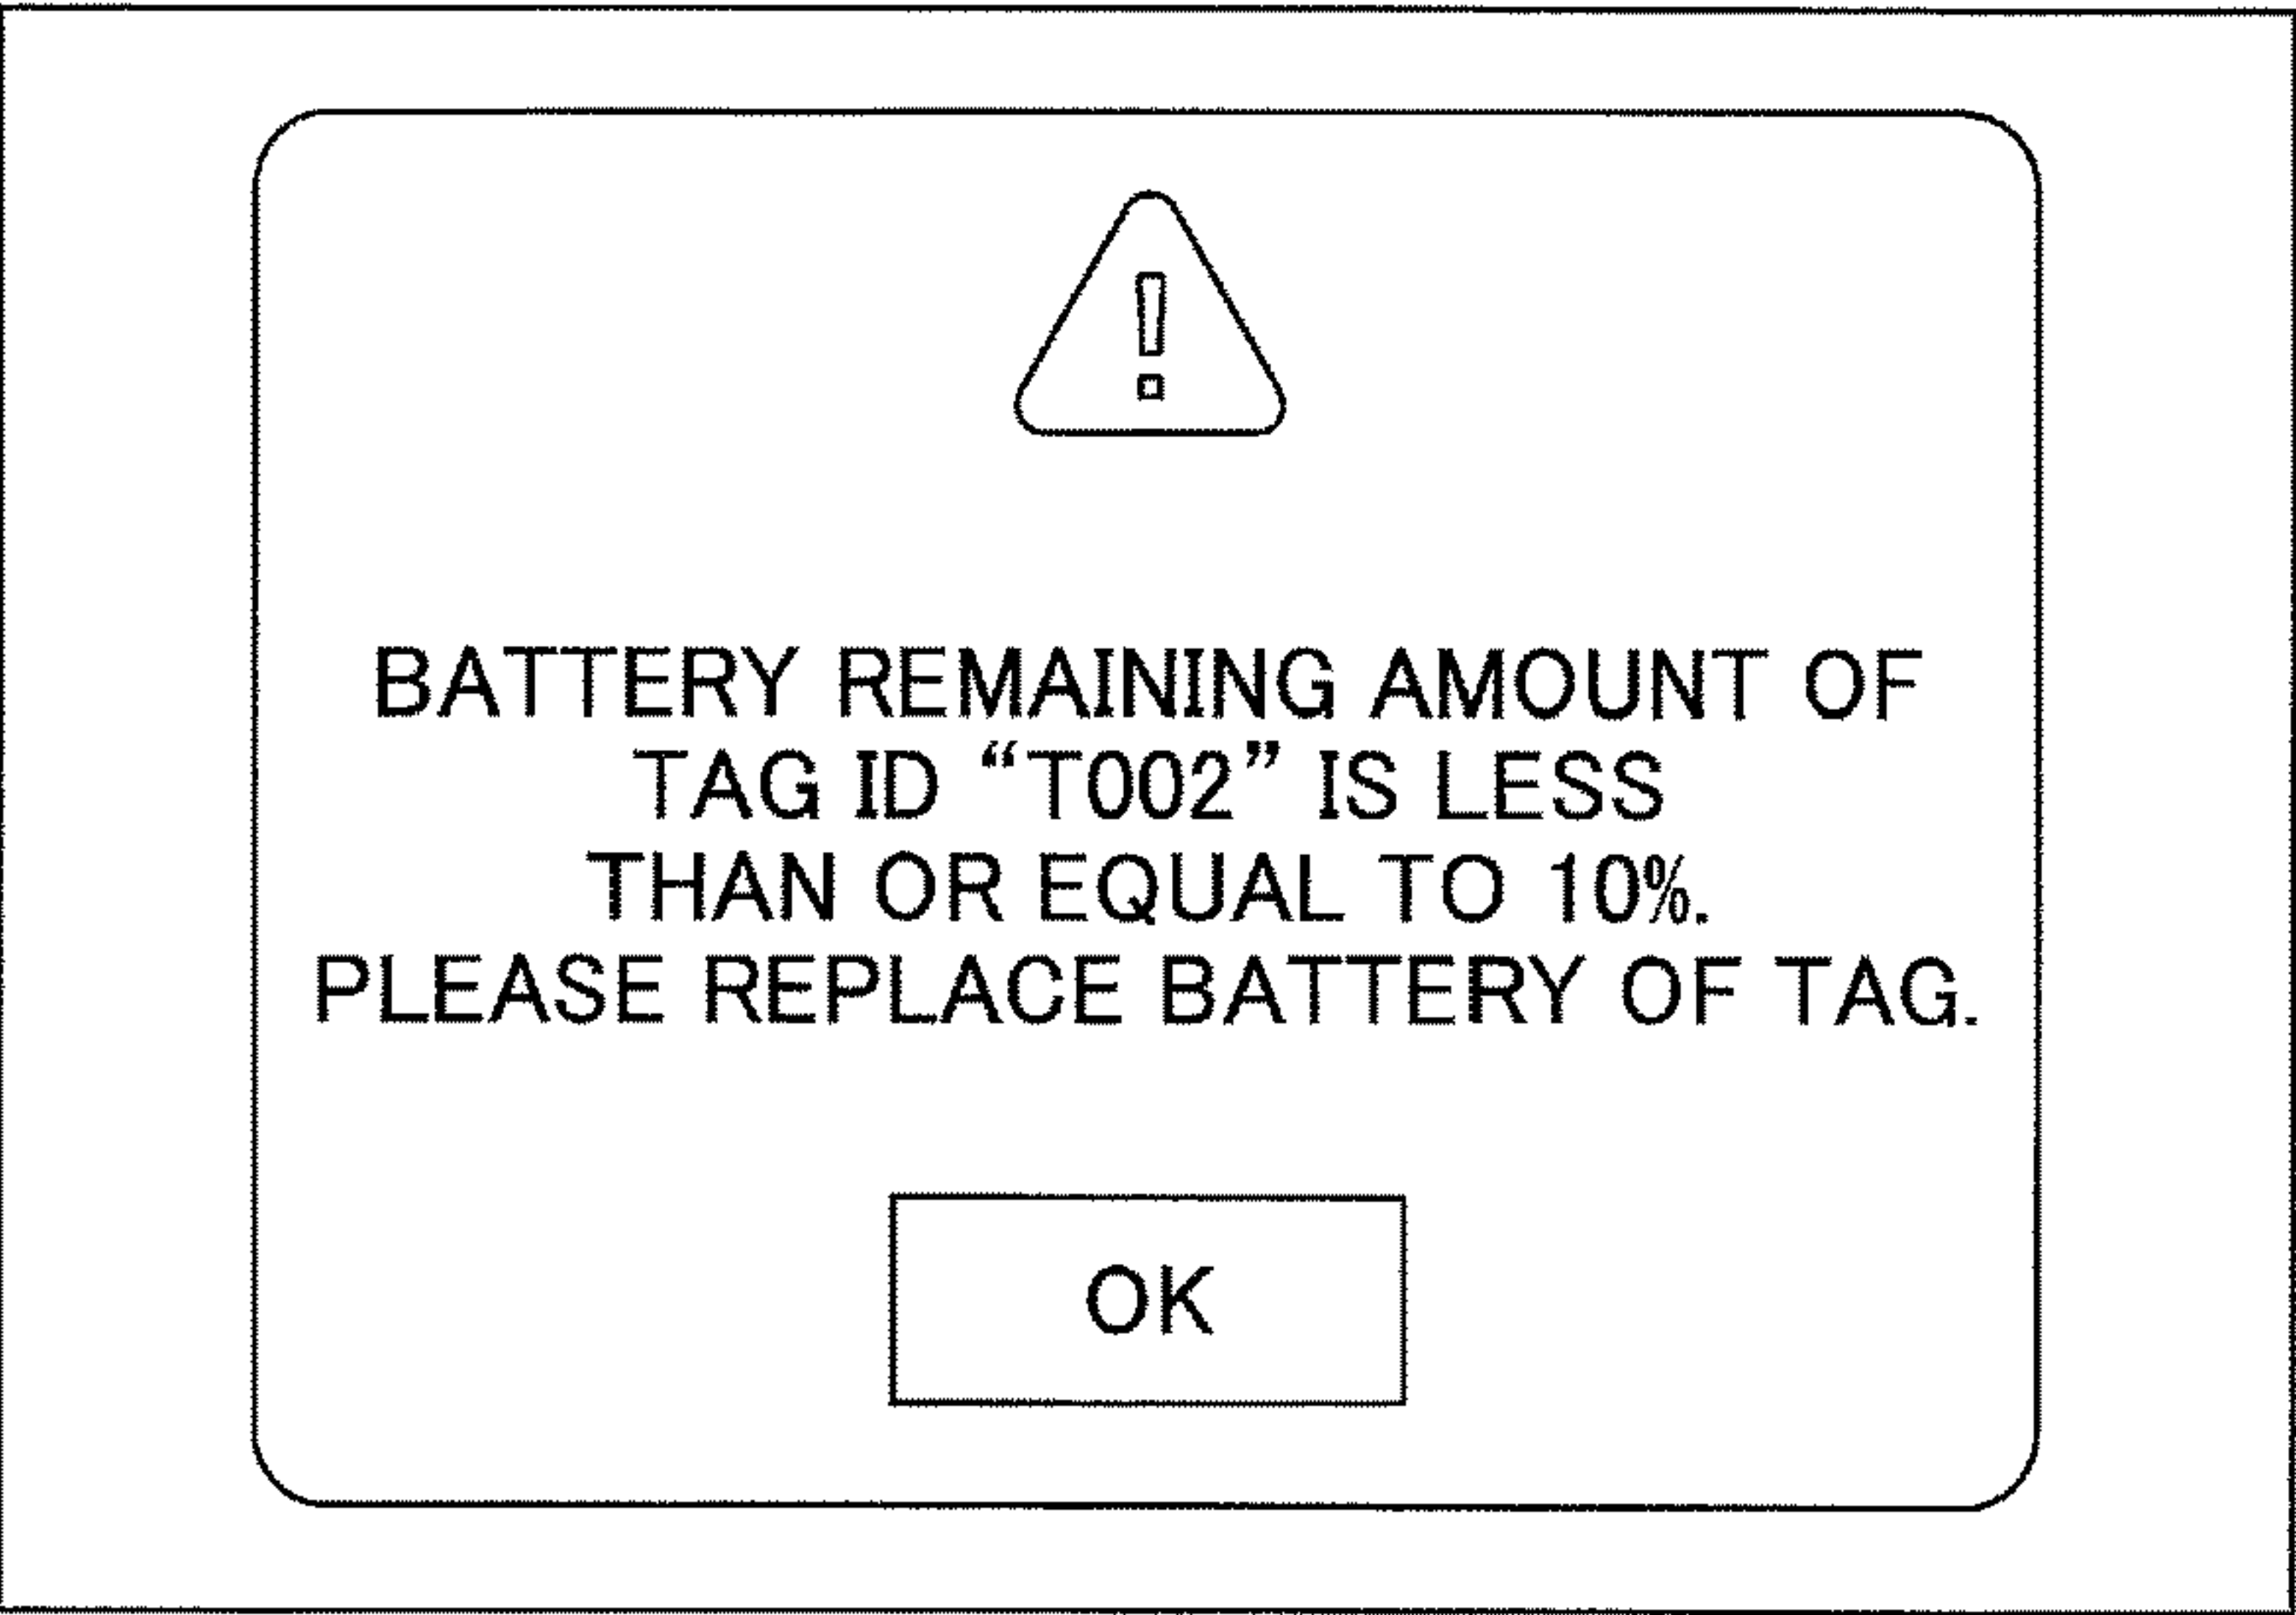 !
BATTERY REMAINING AMOUNT OF
TAG ID “T002” IS LESS
THAN OR EQUAL TO 10%.
PLEASE REPLACE BATTERY OF TAG.
OK